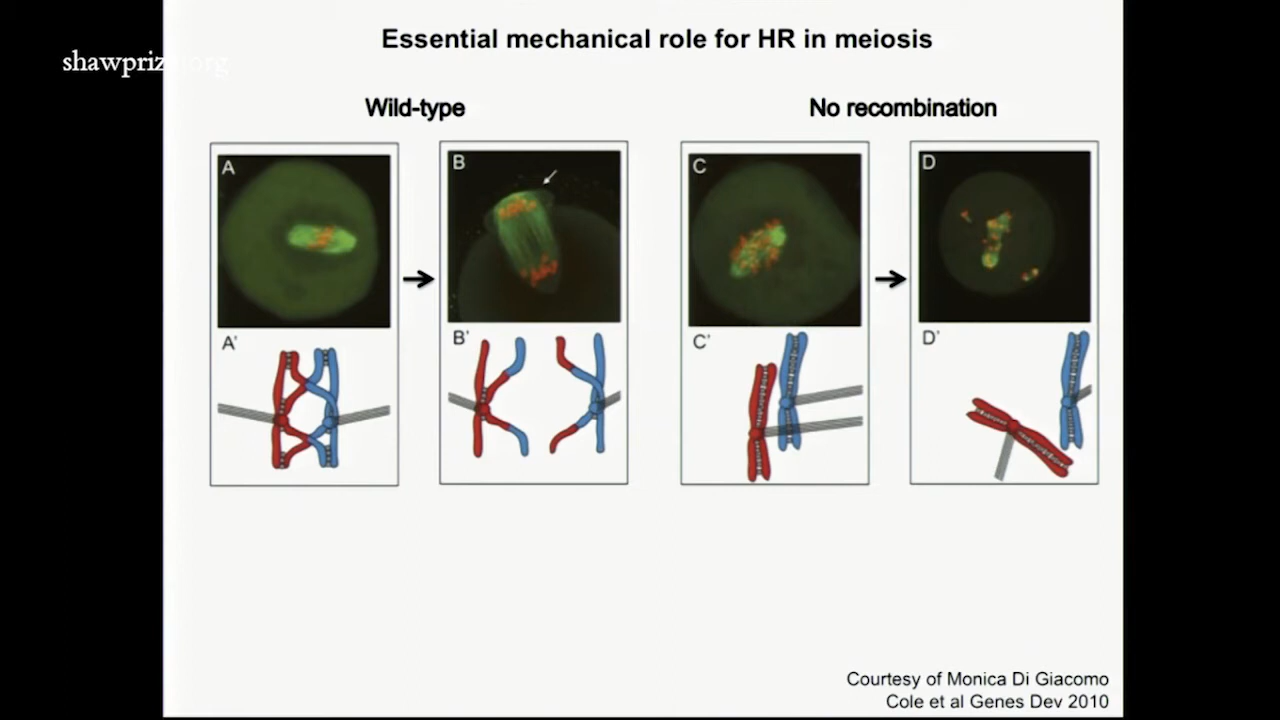 Essential mechanical role for HR in meiosis
shawprize.org
Wild-type
No recombination
A
B
C
D
A'
B'
C'
D'
Courtesy of Monica Di Giacomo
Cole et al Genes Dev 2010